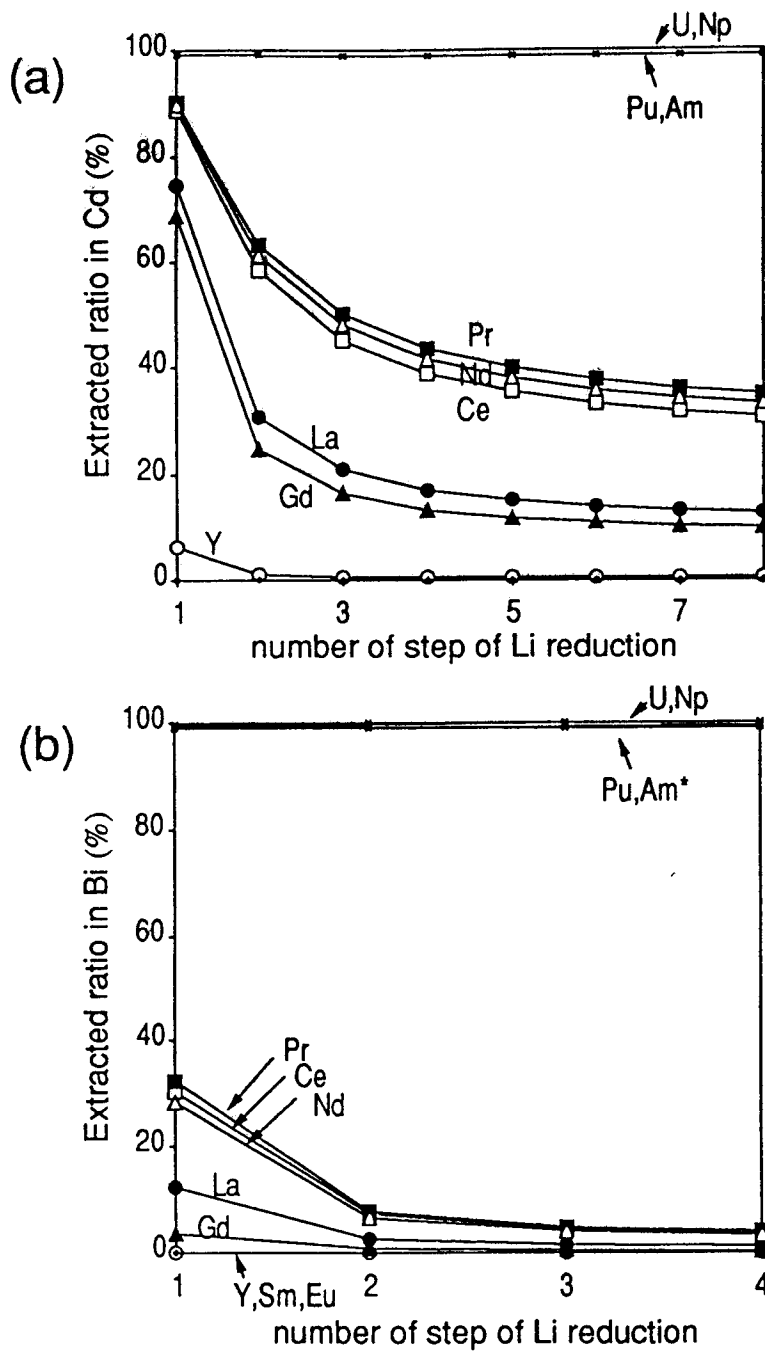 (a)
U,Np
Pu,Am
Extracted ratio in Cd (%)
100
80
60
40
20
0
Pr
Nd
Ce
La
Gd
Y
1 3 5 7
number of step of Li reduction
(b)
U,Np
Pu,Am*
Extracted ratio in Bi (%)
100
80
60
40
20
0
Pr
Ce
Nd
La
Gd
Y,Sm,Eu
1 2 3 4
number of step of Li reduction